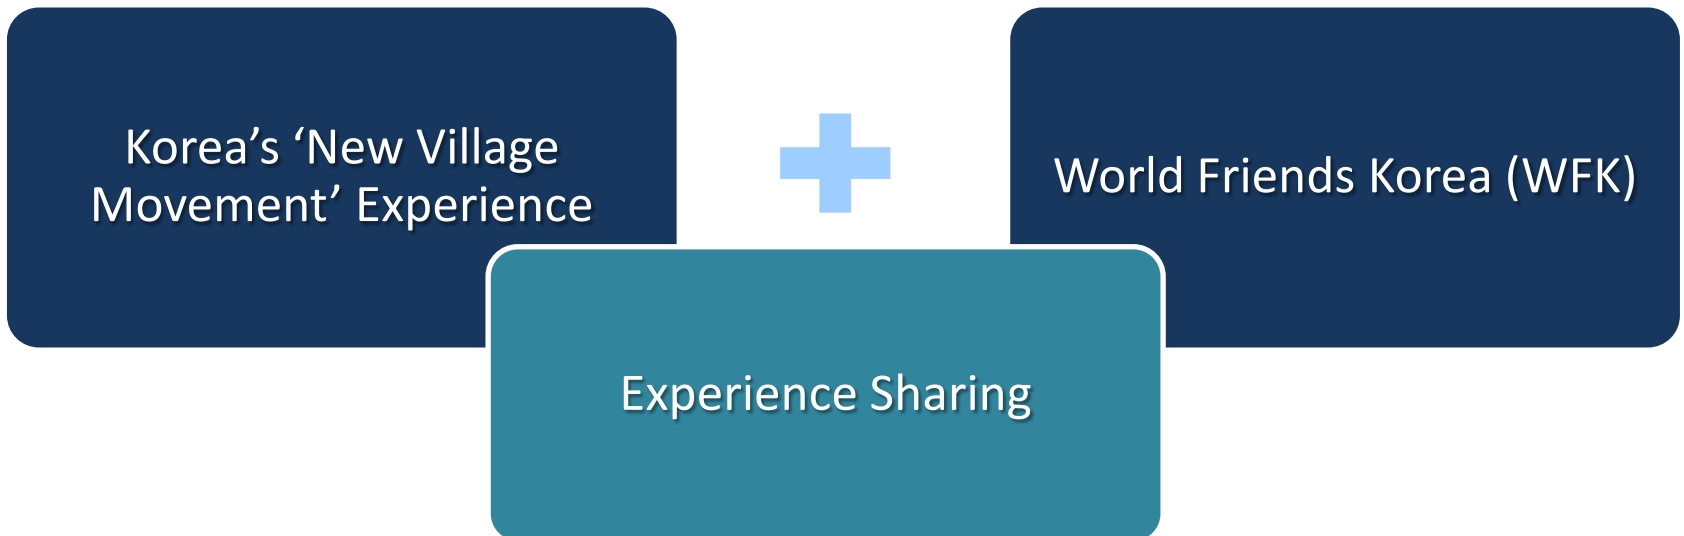 Korea’s ‘New Village
Movement’ Experience
World Friends Korea (WFK)
Experience Sharing